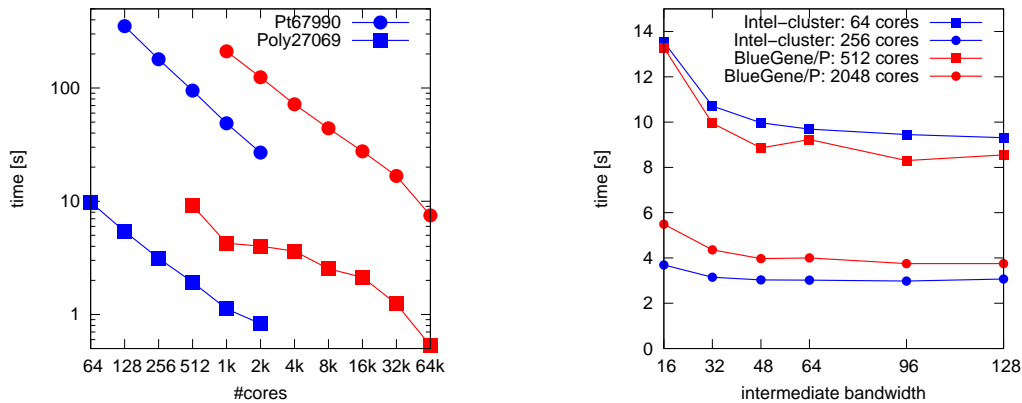 Pt67990
Poly27069
100
10
1
time [s]
64 128 256 512 1k 2k 4k 8k 16k 32k 64k
#cores
Intel−cluster: 64 cores
Intel−cluster: 256 cores
BlueGene/P: 512 cores
BlueGene/P: 2048 cores
14
12
10
8
6
4
2
0
time [s]
16 32 48 64 96 128
intermediate bandwidth